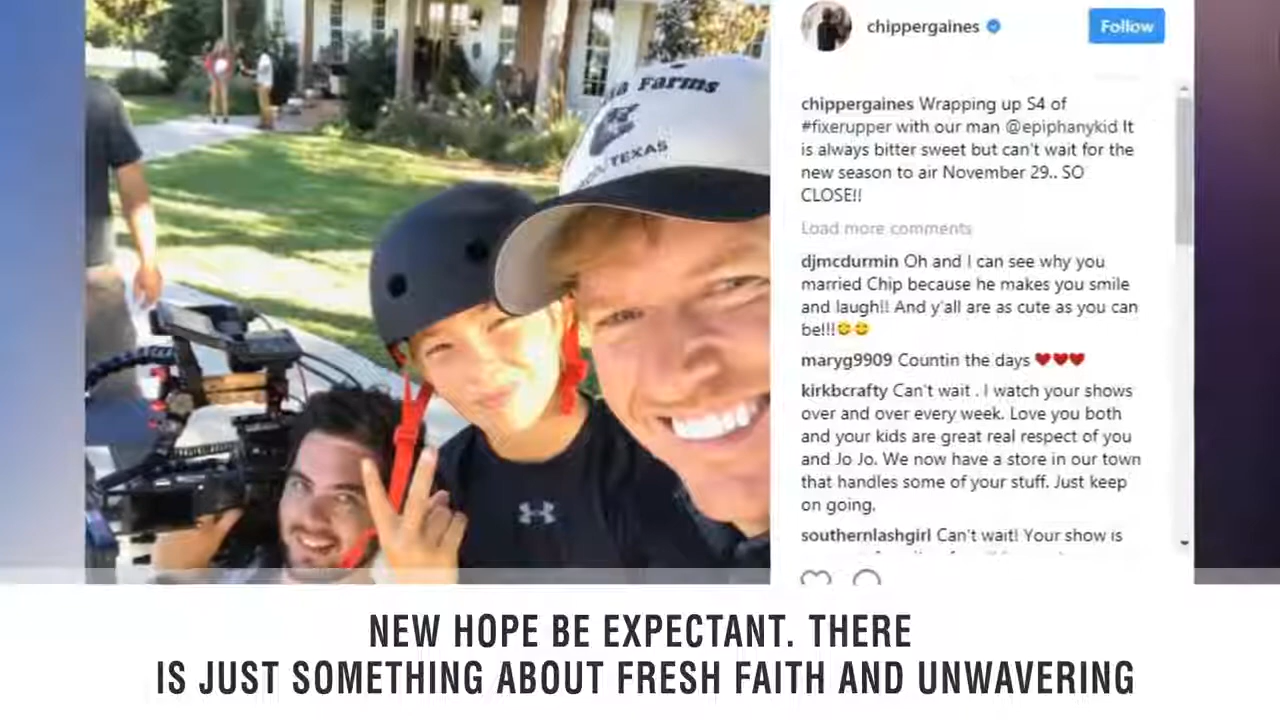 a Farms
TEXAS
chippergaines
Follow
chippergaines Wrapping up S4 of
#fixerupper with our man @epiphanykid It
is always bitter sweet but can't wait for the
new season to air November 29.. SO
CLOSE!!
Load more comments
djmcdurmin Oh and I can see why you
married Chip because he makes you smile
and laugh!! And y'all are as cute as you can
be!!!😊😊
maryg9909 Countin the days ❤❤❤
kirkbcrafty Can't wait . I watch your shows
over and over every week. Love you both
and your kids are great real respect of you
and Jo Jo. We now have a store in our town
that handles some of your stuff. Just keep
on going.
southernlashgirl Can't wait! Your show is
NEW HOPE BE EXPECTANT. THERE
IS JUST SOMETHING ABOUT FRESH FAITH AND UNWAVERING